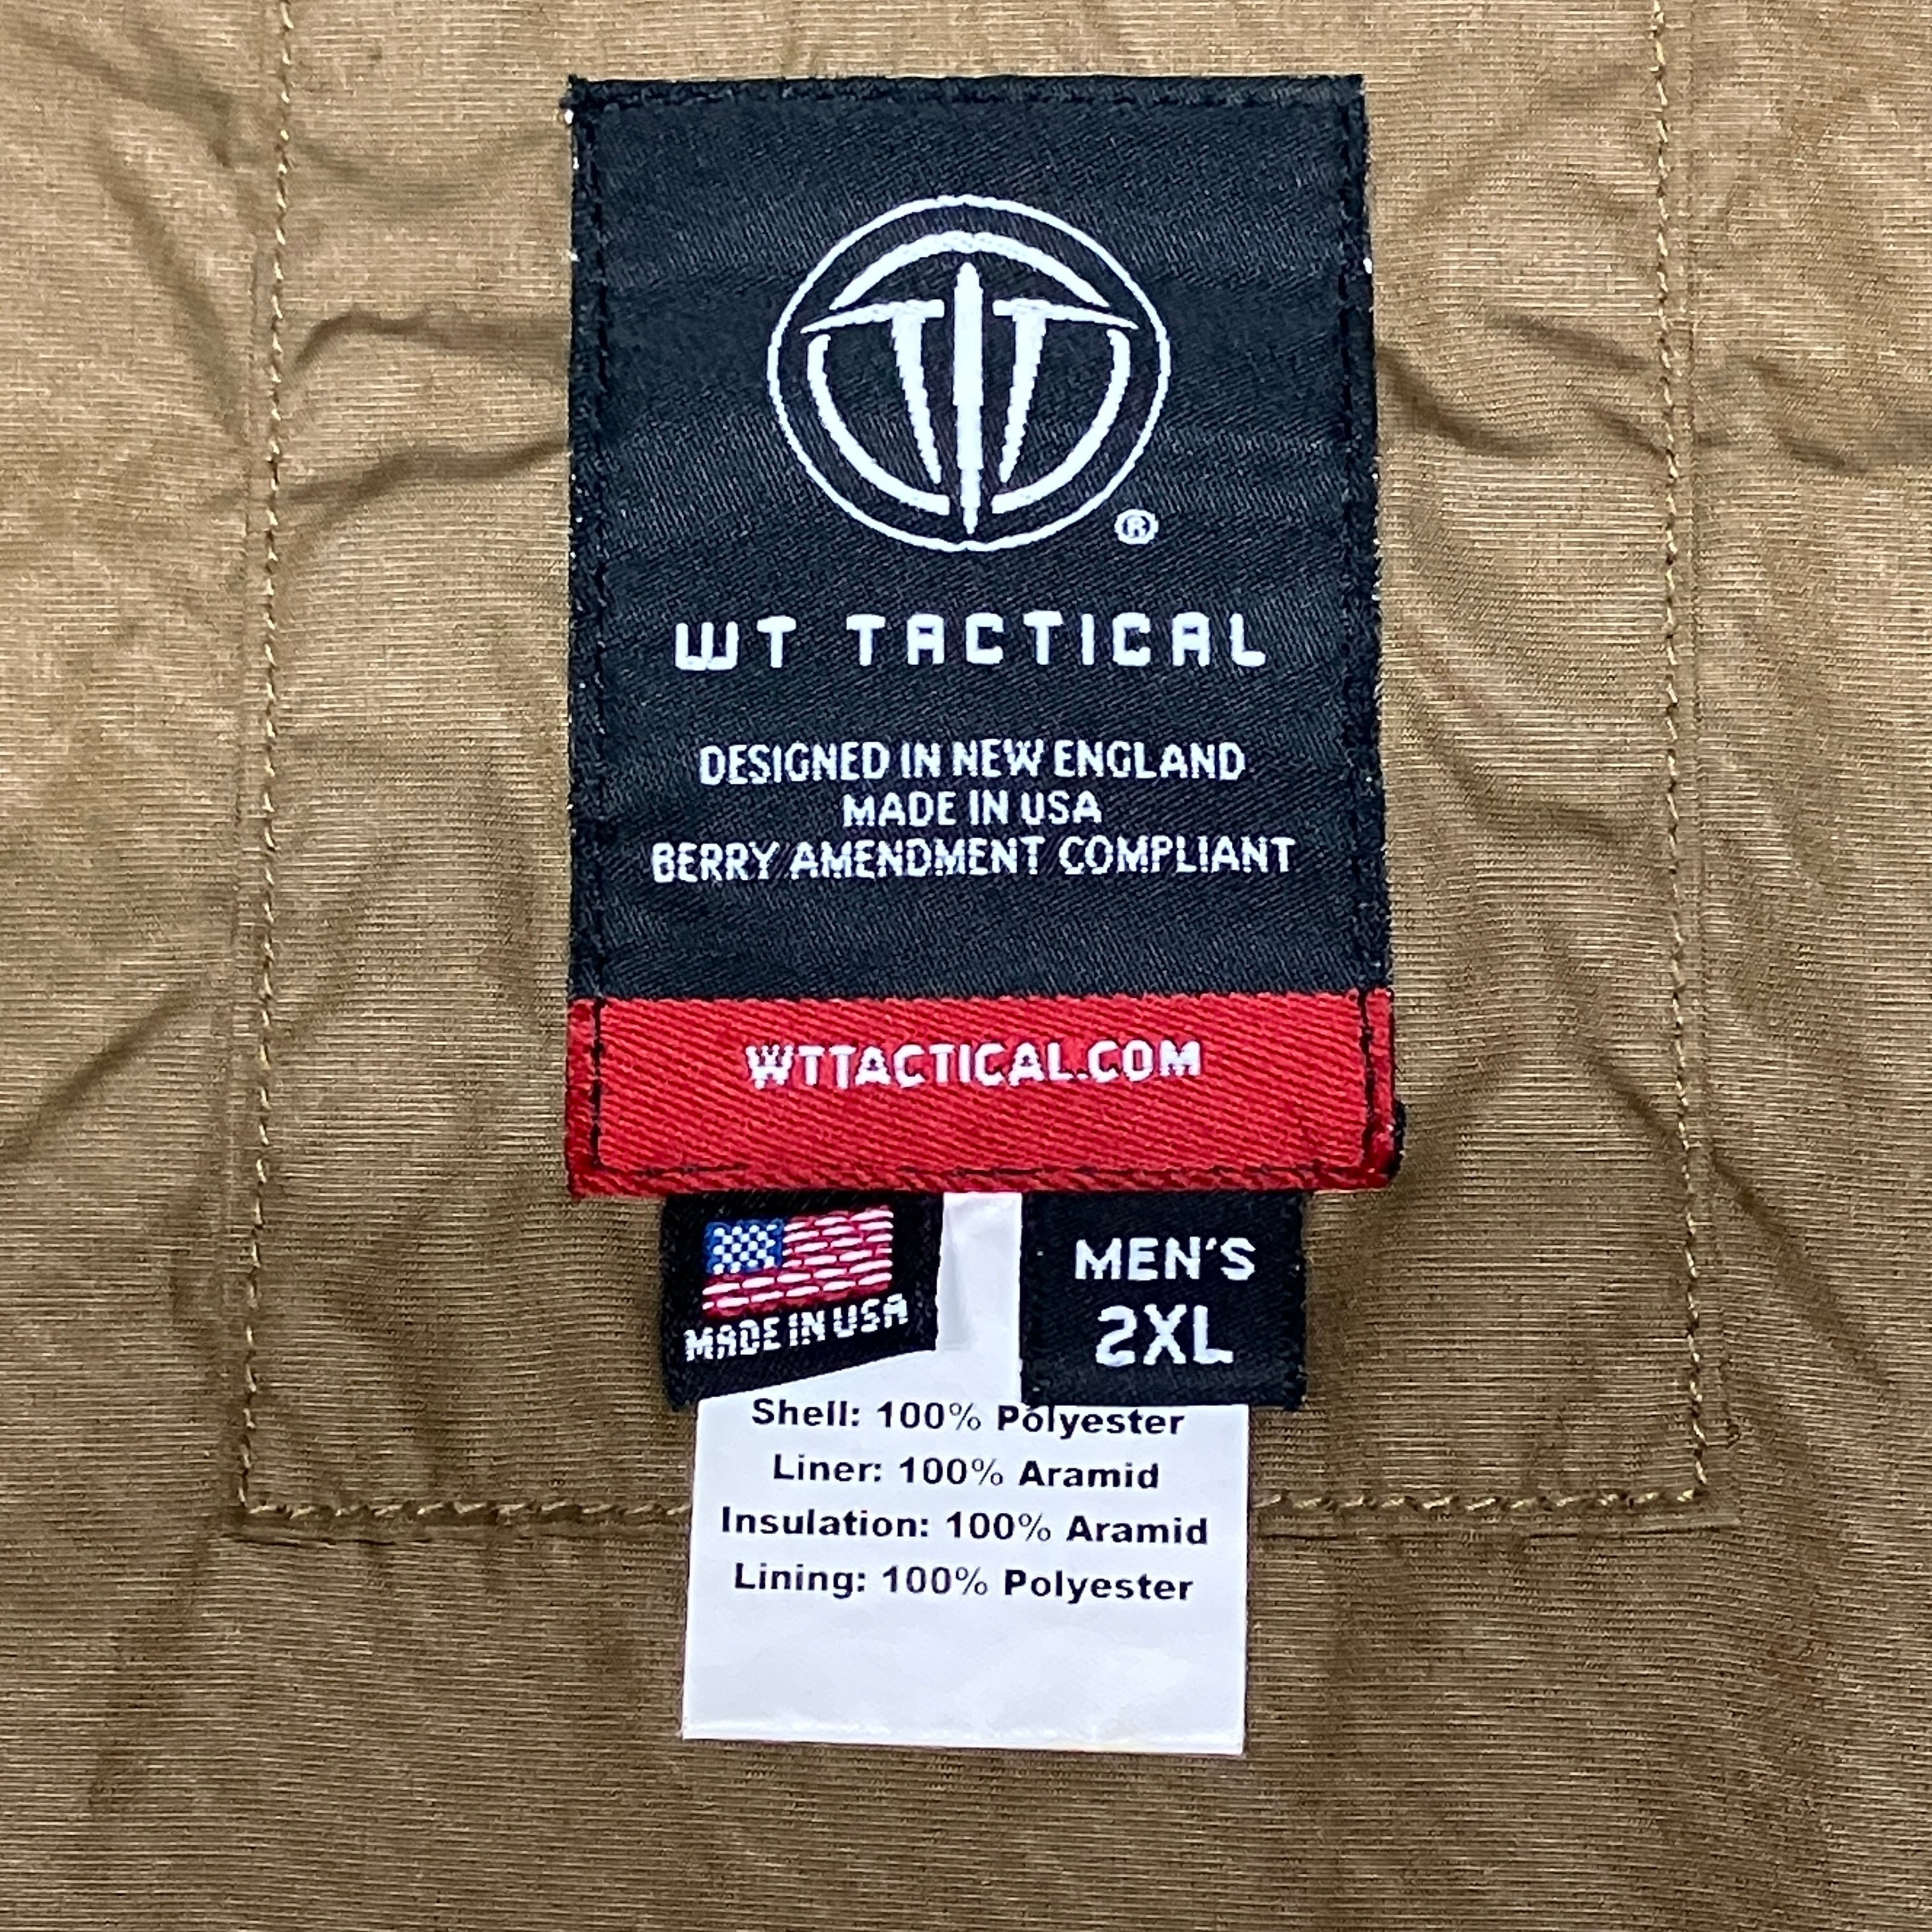 ®
WT TACTICAL
DESIGNED IN NEW ENGLAND
MADE IN USA
BERRY AMENDMENT COMPLIANT
WTTACTICAL.COM
MADE IN USA
MEN'S
2XL
Shell: 100% Polyester
Liner: 100% Aramid
Insulation: 100% Aramid
Lining: 100% Polyester